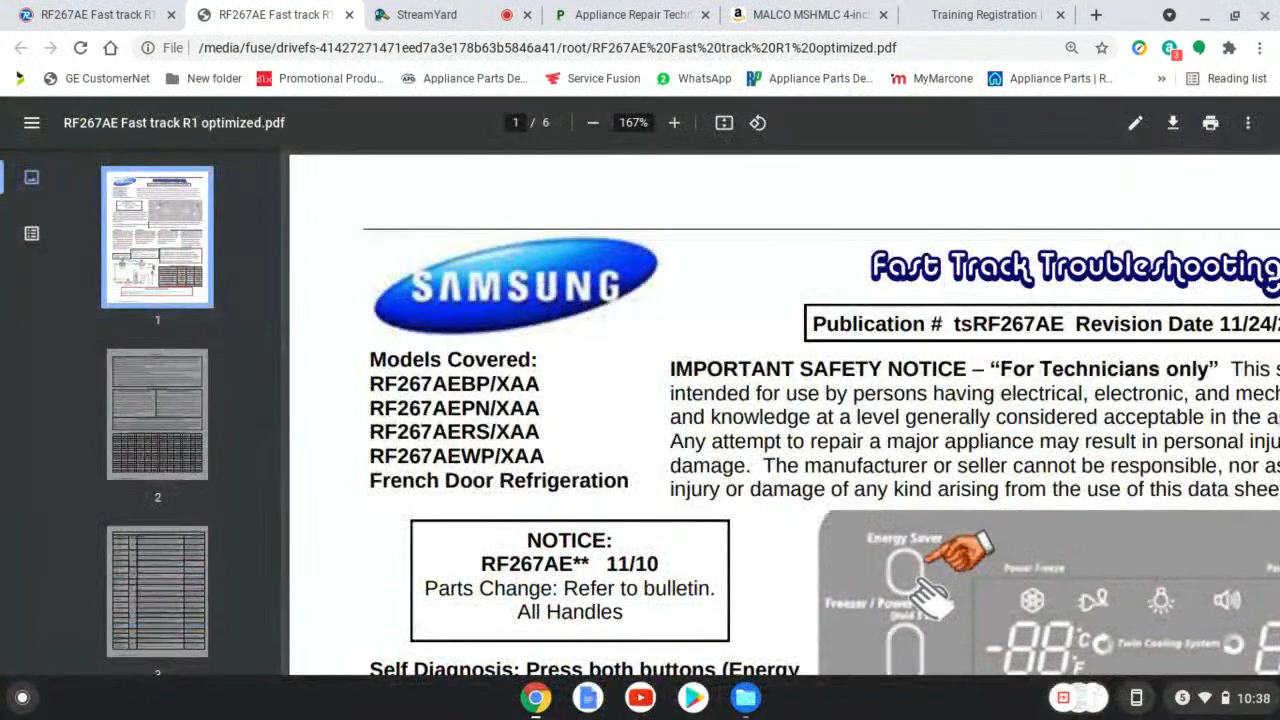 RF267AE Fast track R1
RF267AE Fast track R1
StreamYard
Appliance Repair Techn
MALCO MSHMLC 4-inc
Training Registration |
File
/media/fuse/drivefs-41427271471eed7a3e178b63b5846a41/root/RF267AE%20Fast%20track%20R1%20optimized.pdf
3
GE CustomerNet
New folder
dlx
Promotional Produ...
Appliance Parts De...
Service Fusion
2
WhatsApp
Appliance Parts De...
MyMarcone
Appliance Parts | R...
»
Reading list
RF267AE Fast track R1 optimized.pdf
1 / 6
167%
1
2
3
SAMSUNG
Fast Track Troubleshooting
Publication # tsRF267AE Revision Date 11/24/2
Models Covered:
RF267AEBP/XAA
RF267AEPN/XAA
RF267AERS/XAA
RF267AEWP/XAA
French Door Refrigeration
IMPORTANT SAFETY NOTICE – “For Technicians only” This s
intended for use by persons having electrical, electronic, and mech
and knowledge at a level generally considered acceptable in the a
Any attempt to repair a major appliance may result in personal inju
damage. The manufacturer or seller cannot be responsible, nor as
injury or damage of any kind arising from the use of this data shee
NOTICE:
RF267AE** 11/10
Parts Change: Refer to bulletin.
All Handles
Energy Saver
Power Freeze
Freezer / Power
-88 °C
°F
Twin Cooling System
Self Diagnosis: Press both buttons (Energy
5
10:38